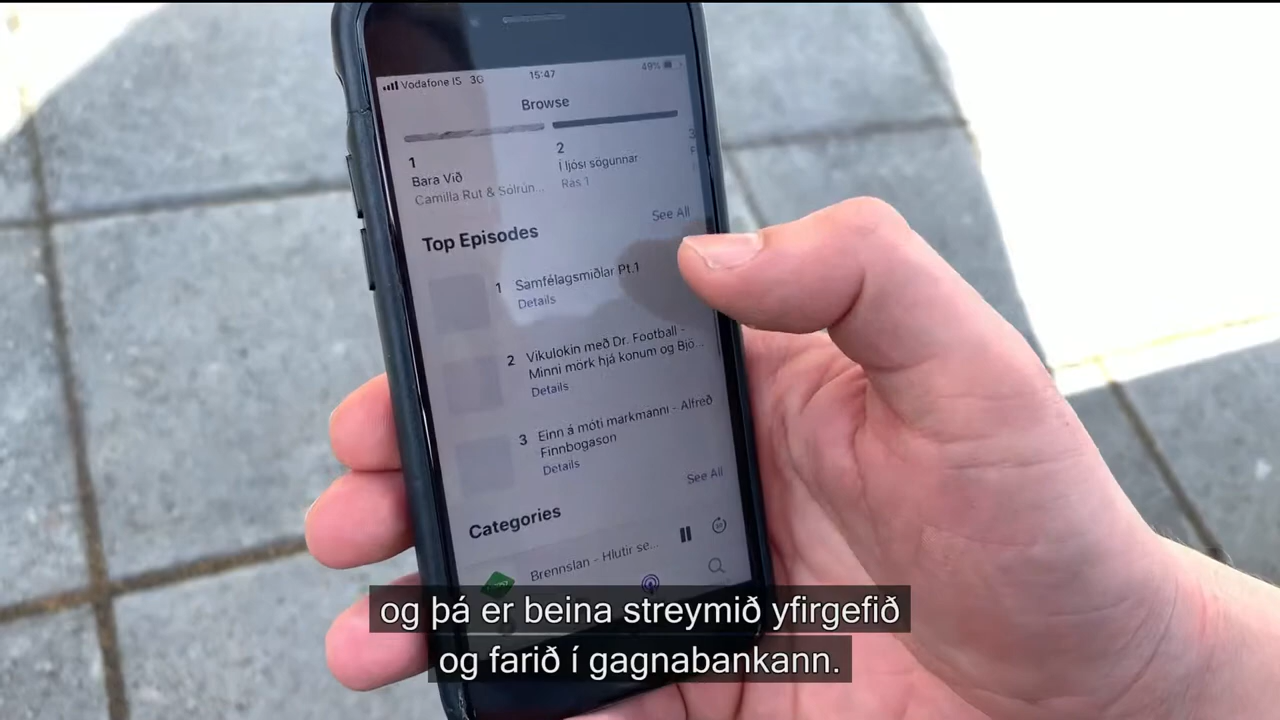 Vodafone IS 3G 15:47 49%
Browse
1
Bara Við
Camilla Rut & Sólrún...
2
Í ljósi sögunnar
Rás 1
3
See All
Top Episodes
1 Samfélagsmiðlar Pt.1
Details
2 Vikulokin með Dr. Football -
Minni mörk hjá konum og Bjö...
Details
3 Einn á móti markmanni - Alfreð
Finnbogason
Details
See All
Categories
Brennslan - Hlutir se...
og þá er beina streymið yfirgefið
og farið í gagnabankann.